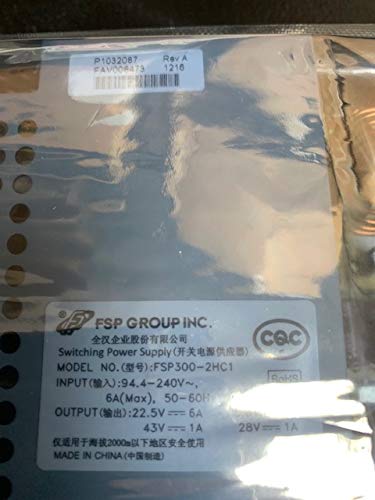 P1032087 Rev A
FAV006473 1216
FSP GROUP INC.
全汉企业股份有限公司
Switching Power Supply(开关电源供应器)
CQC
MODEL NO.(型号):FSP300-2HC1
INPUT(输入):94.4-240V~,
RoHS
6A(Max), 50-60H
OUTPUT(输出): 22.5V 6A
43V 1A 28V 1A
仅适用于海拔2000m以下地区安全使用
MADE IN CHINA(中国制造)